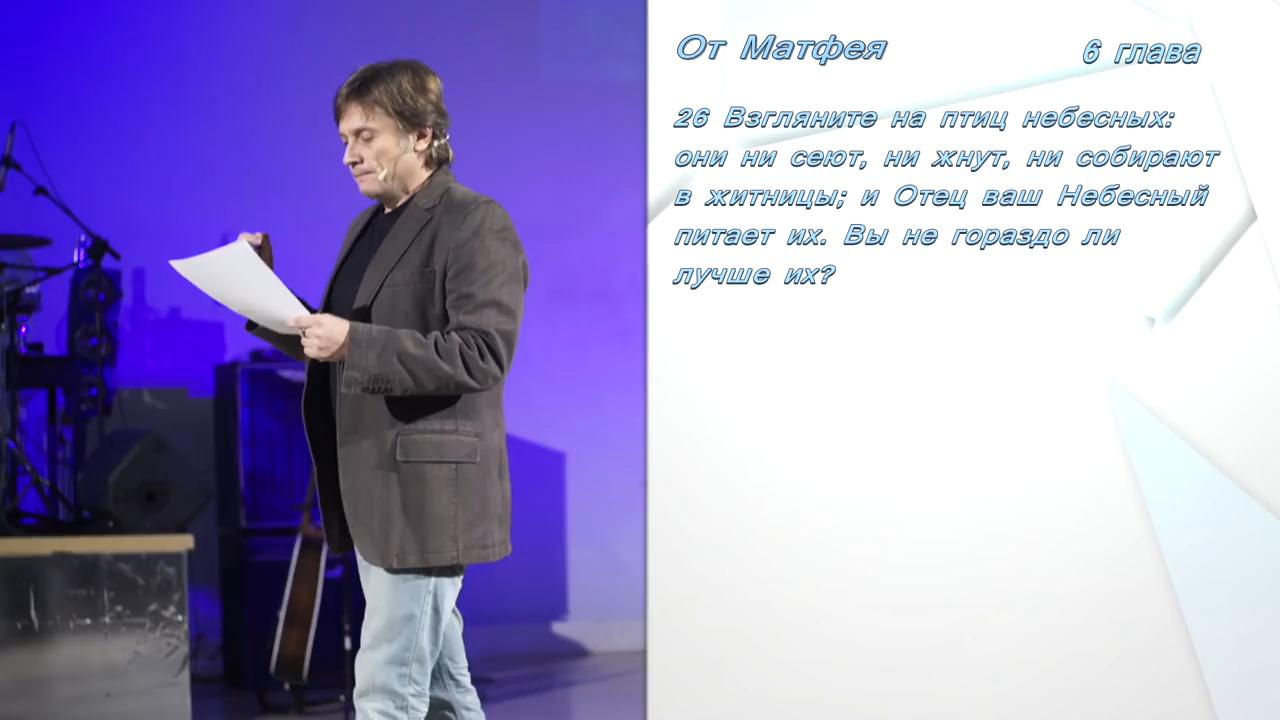 От Матфея 6 глава
26 Взгляните на птиц небесных:
они ни сеют, ни жнут, ни собирают
в житницы; и Отец ваш Небесный
питает их. Вы не гораздо ли
лучше их?